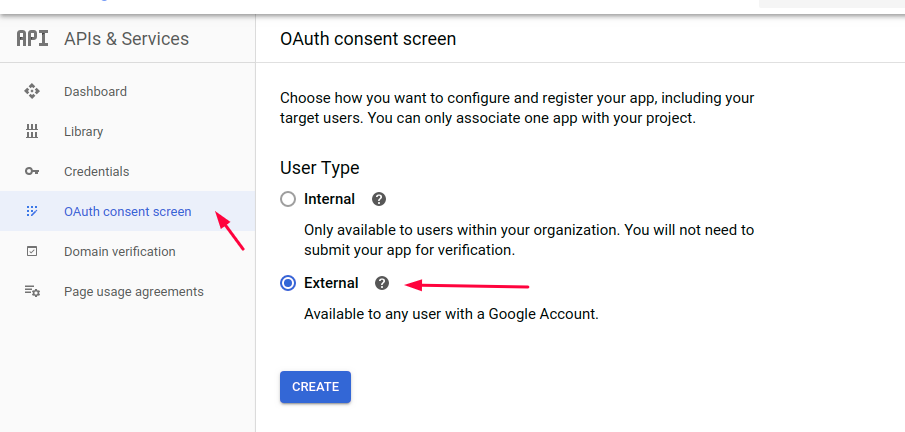 API APIs & Services
OAuth consent screen
Dashboard
Library
Credentials
OAuth consent screen
Domain verification
Page usage agreements
Choose how you want to configure and register your app, including your
target users. You can only associate one app with your project.
User Type
Internal ?
Only available to users within your organization. You will not need to
submit your app for verification.
External ?
Available to any user with a Google Account.
CREATE